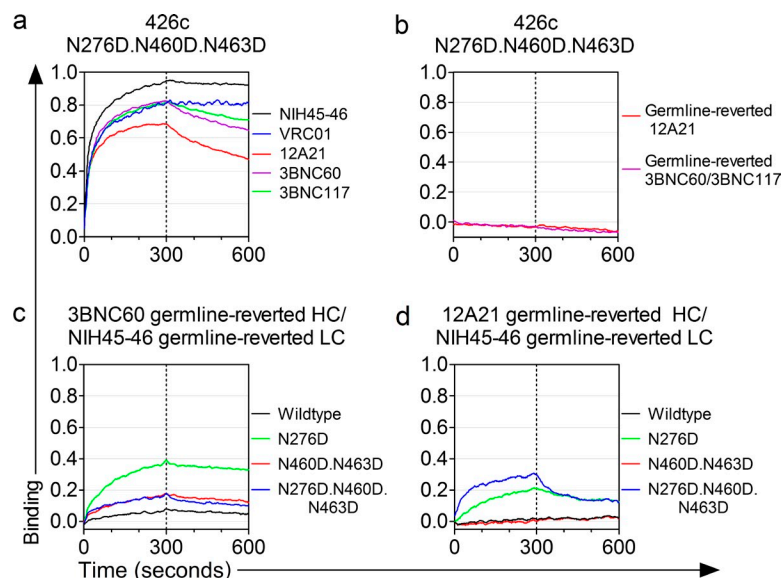 a
426c
N276D.N460D.N463D
1.0
0.8
0.6
0.4
0.2
0.0
0
300
600
NIH45-46
VRC01
12A21
3BNC60
3BNC117
b
426c
N276D.N460D.N463D
1.0
0.8
0.6
0.4
0.2
0.0
0
300
600
Germline-reverted
12A21
Germline-reverted
3BNC60/3BNC117
c
3BNC60 germline-reverted HC/
NIH45-46 germline-reverted LC
1.0
0.8
0.6
0.4
0.2
0.0
0
300
600
Wildtype
N276D
N460D.N463D
N276D.N460D.
N463D
d
12A21 germline-reverted HC/
NIH45-46 germline-reverted LC
1.0
0.8
0.6
0.4
0.2
0.0
0
300
600
Wildtype
N276D
N460D.N463D
N276D.N460D.
N463D
Binding
Time (seconds)